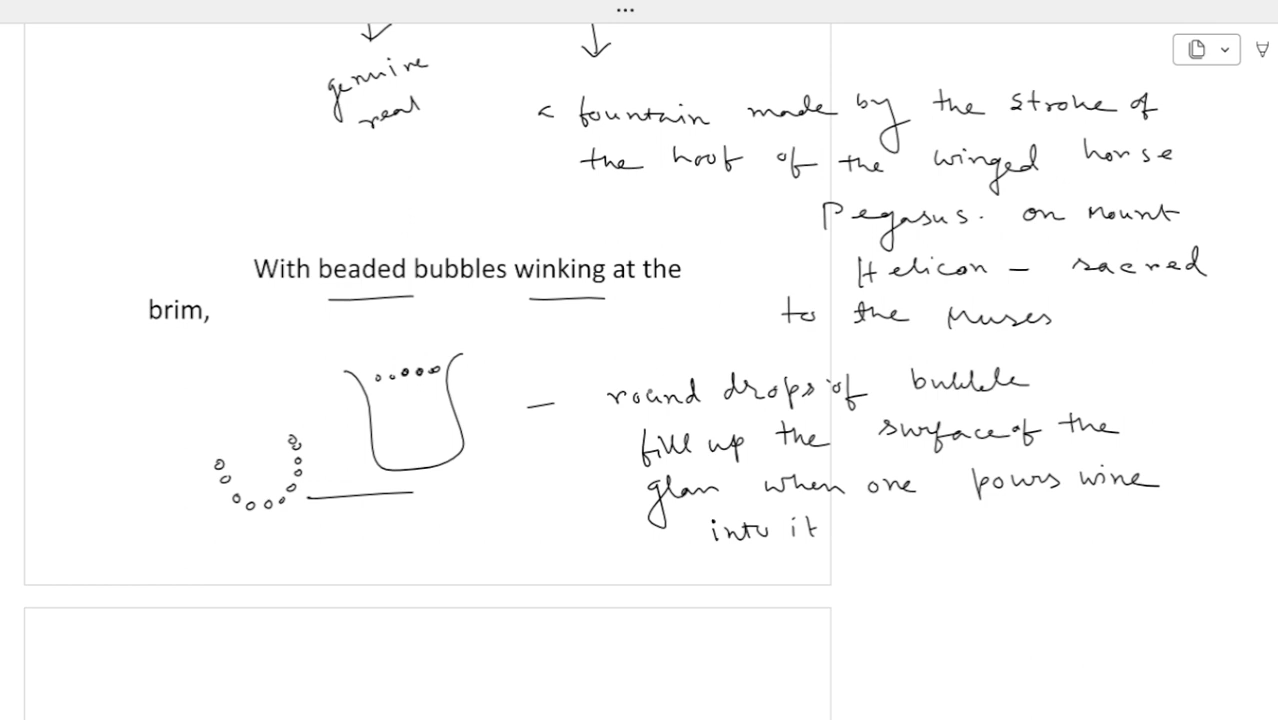 genuine
real
a fountain made by the stroke of
the hoof of the winged horse
Pegasus. on Mount
Helicon - sacred
to the Muses
With beaded bubbles winking at the
brim,
— round drops of bubble
fill up the surface of the
glass when one pours wine
into it